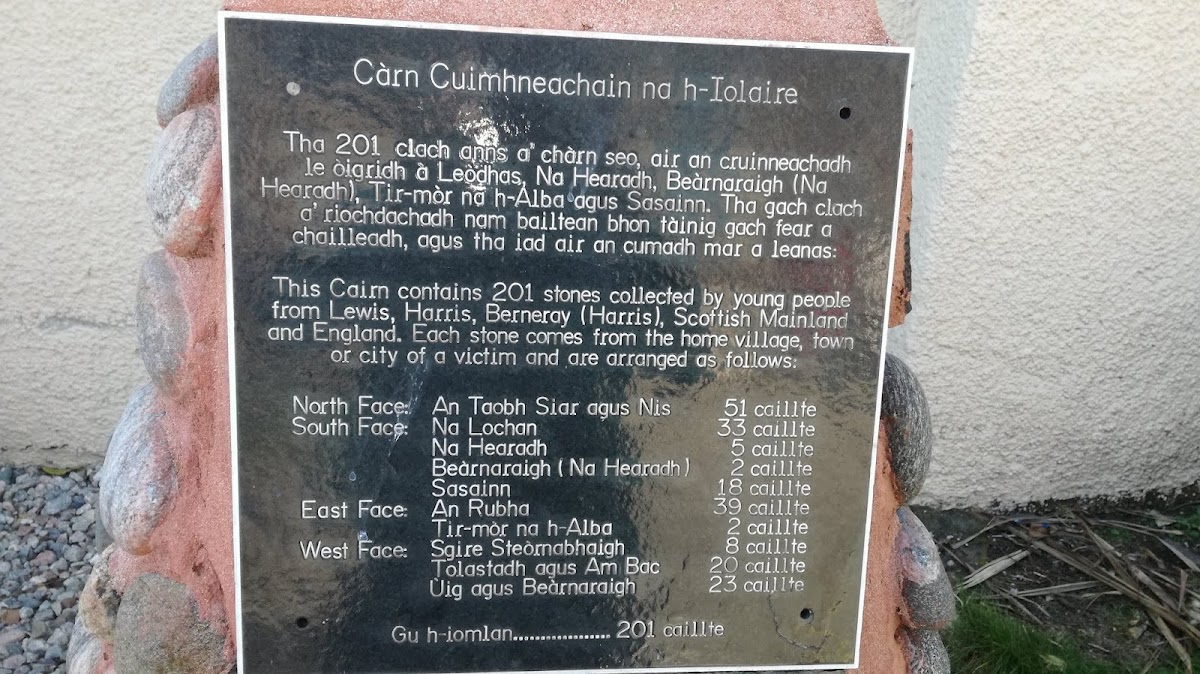 Càrn Cuimhneachain na h-Iolaire
Tha 201 clach anns a' chàrn seo, air an cruinneachadh
le òigridh à Leòdhas, Na Hearadh, Beàrnaraigh (Na
Hearadh), Tir-mòr na h-Alba agus Sasainn. Tha gach clach
a' riochdachadh nam bailtean bhon tàinig gach fear a
chailleadh, agus tha iad air an cumadh mar a leanas:
This Cairn contains 201 stones collected by young people
from Lewis, Harris, Berneray (Harris), Scottish Mainland
and England. Each stone comes from the home village, town
or city of a victim and are arranged as follows:
North Face: An Taobh Siar agus Nis 51 caillte
South Face: Na Lochan 33 caillte
Na Hearadh 5 caillte
Beàrnaraigh (Na Hearadh) 2 caillte
Sasainn 18 caillte
East Face: An Rubha 39 caillte
Tir-mòr na h-Alba 2 caillte
West Face: Sgire Steòrnabhaigh 8 caillte
Tolastadh agus Am Bac 20 caillte
Ùig agus Beàrnaraigh 23 caillte
Gu h-iomlan.................. 201 caillte